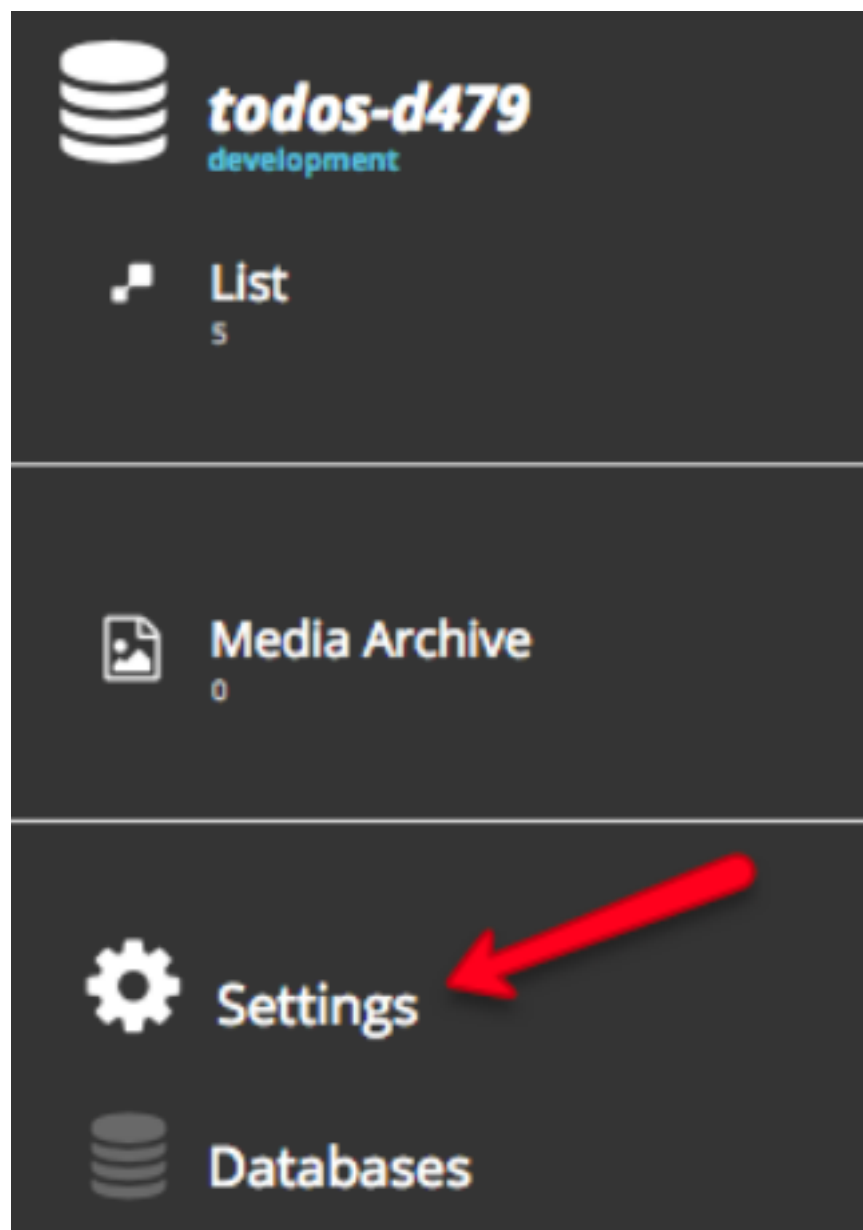 todos-d479
development
List
5
Media Archive
0
Settings
Databases